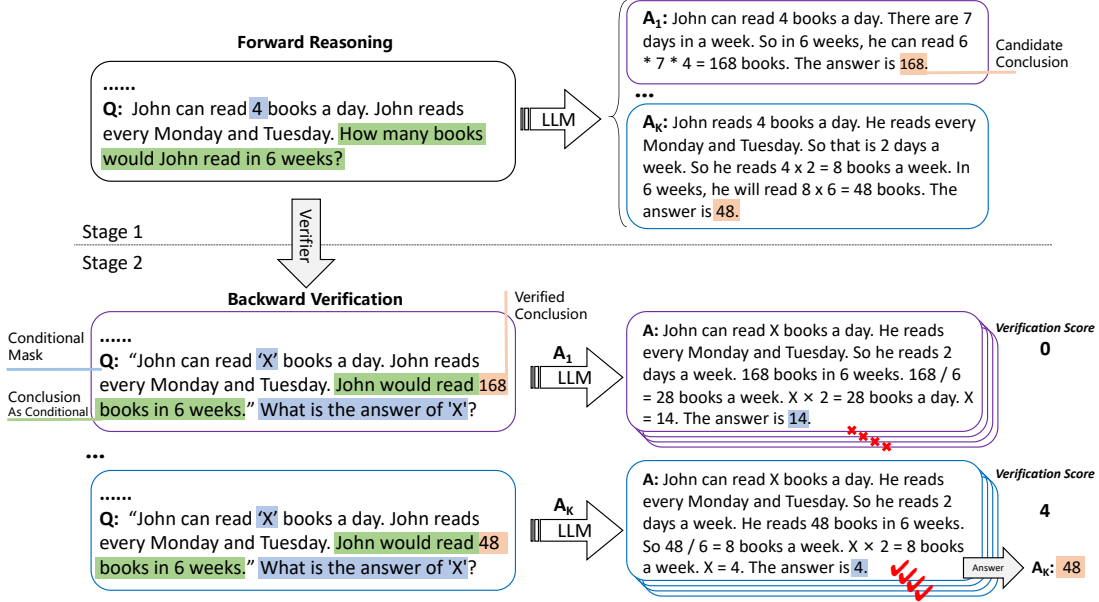 Forward Reasoning
......
Q: John can read 4 books a day. John reads
every Monday and Tuesday. How many books
would John read in 6 weeks?
LLM
A1: John can read 4 books a day. There are 7
days in a week. So in 6 weeks, he can read 6
* 7 * 4 = 168 books. The answer is 168.
Candidate
Conclusion
...
AK: John reads 4 books a day. He reads every
Monday and Tuesday. So that is 2 days a
week. So he reads 4 x 2 = 8 books a week. In
6 weeks, he will read 8 x 6 = 48 books. The
answer is 48.
Stage 1
Verifier
Stage 2
Backward Verification
Verified
Conclusion
Conditional
Mask
Conclusion
As Conditional
......
Q: “John can read ‘X’ books a day. John reads
every Monday and Tuesday. John would read 168
books in 6 weeks.” What is the answer of 'X'?
A1
LLM
A: John can read X books a day. He reads
every Monday and Tuesday. So he reads 2
days a week. 168 books in 6 weeks. 168 / 6
= 28 books a week. X × 2 = 28 books a day. X
= 14. The answer is 14.
Verification Score
0
...
......
Q: “John can read ‘X’ books a day. John reads
every Monday and Tuesday. John would read 48
books in 6 weeks.” What is the answer of 'X'?
AK
LLM
A: John can read X books a day. He reads
every Monday and Tuesday. So he reads 2
days a week. He reads 48 books in 6 weeks.
So 48 / 6 = 8 books a week. X × 2 = 8 books
a week. X = 4. The answer is 4.
Verification Score
4
Answer
AK: 48